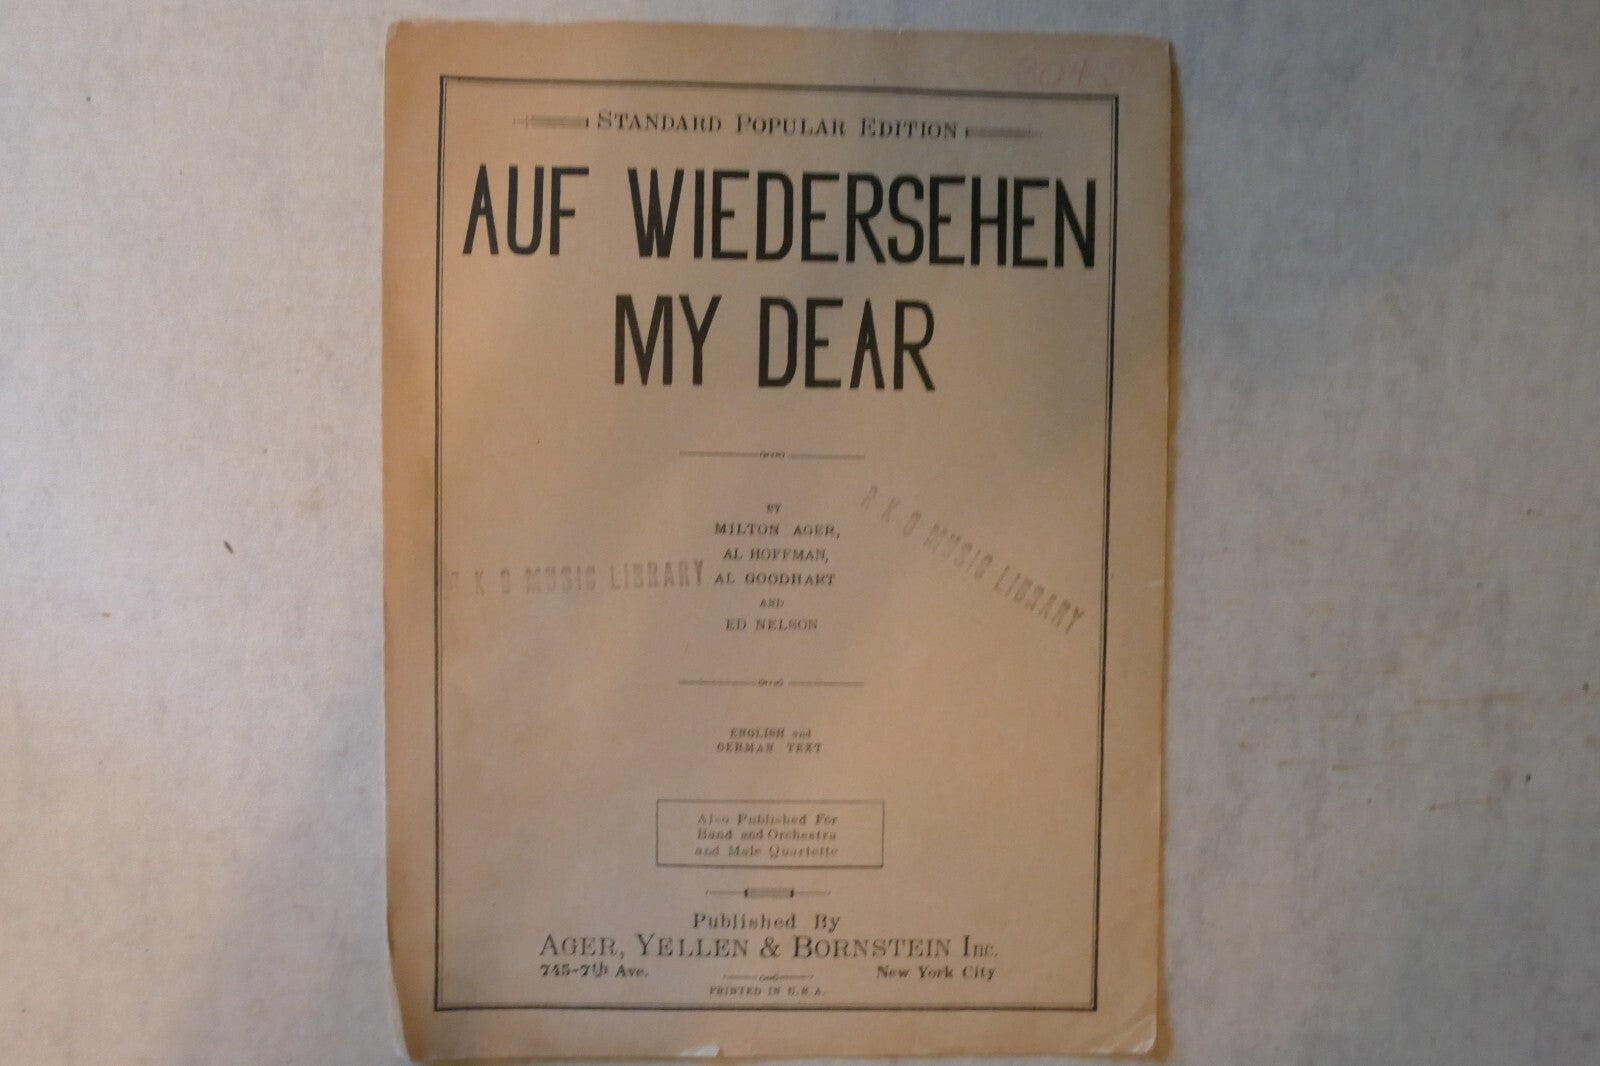 STANDARD POPULAR EDITION
AUF WIEDERSEHEN
MY DEAR
BY
MILTON AGER,
AL HOFFMAN,
AL GOODHART
AND
ED NELSON
R K O MUSIC LIBRARY
R K O MUSIC LIBRARY
ENGLISH and
GERMAN TEXT
Also Published For
Band and Orchestra
and Male Quartette
Published By
AGER, YELLEN & BORNSTEIN Inc.
745-7th Ave. New York City
PRINTED IN U.S.A.